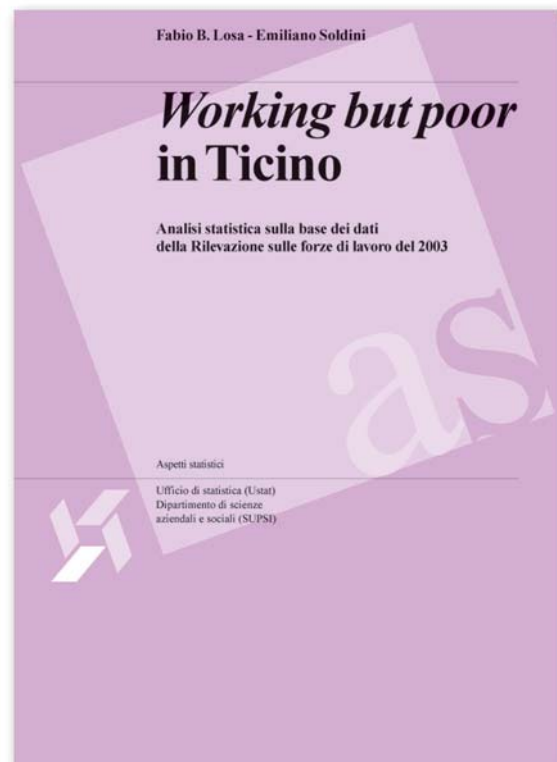 Fabio B. Losa - Emiliano Soldini
Working but poor
in Ticino
Analisi statistica sulla base dei dati
della Rilevazione sulle forze di lavoro del 2003
as
Aspetti statistici
Ufficio di statistica (Ustat)
Dipartimento di scienze
aziendali e sociali (SUPSI)